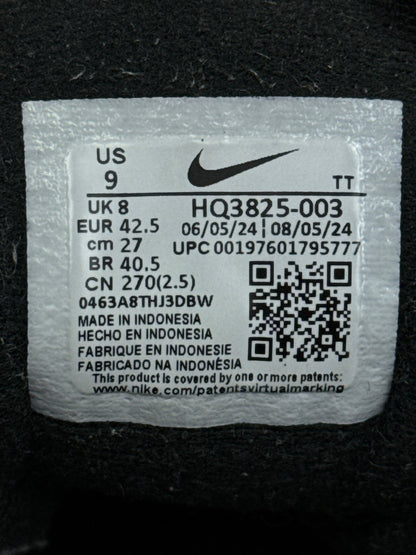 US
9
TT
UK 8
HQ3825-003
EUR 42.5
06/05/24 | 08/05/24
cm 27
UPC 00197601795777
BR 40.5
CN 270(2.5)
0463A8THJ3DBW
MADE IN INDONESIA
HECHO EN INDONESIA
FABRIQUE EN INDONESIE
FABRICADO NA INDONÉSIA
This product is covered by one or more patents:
www.nike.com/patentsvirtualmarking